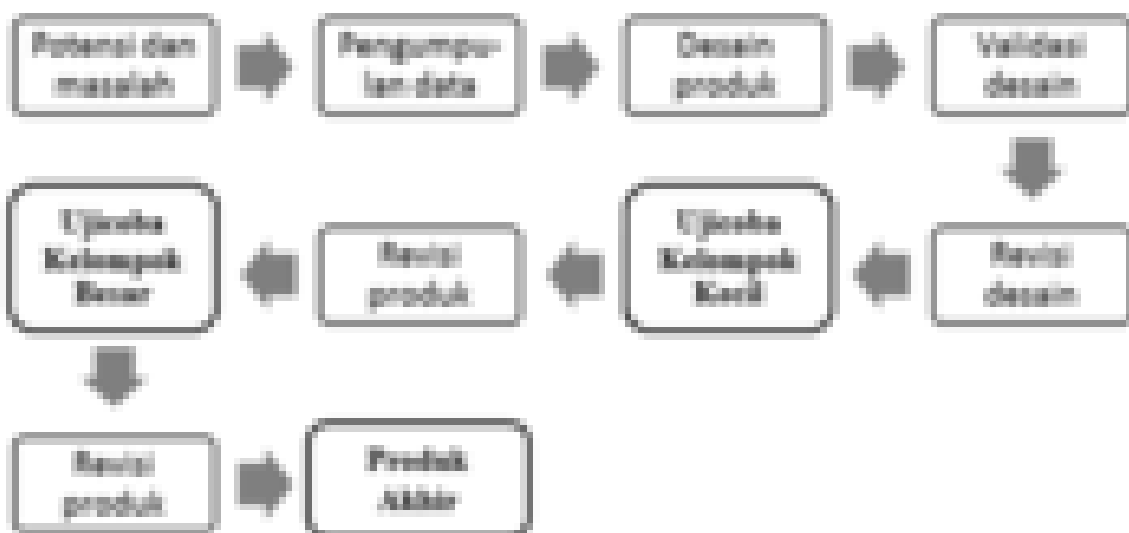 Potensi dan
masalah
Pengumpu-
lan data
Desain
produk
Validasi
desain
Revisi
desain
Ujicoba
Kelompok
Kecil
Revisi
produk
Ujicoba
Kelompok
Besar
Revisi
produk
Produk
Akhir